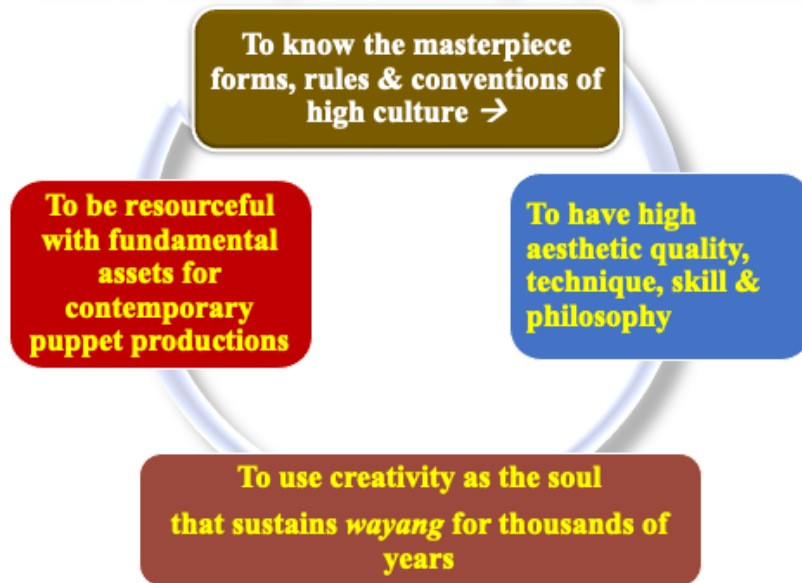 To know the masterpiece
forms, rules & conventions of
high culture →
To have high
aesthetic quality,
technique, skill &
philosophy
To use creativity as the soul
that sustains wayang for thousands of
years
To be resourceful
with fundamental
assets for
contemporary
puppet productions